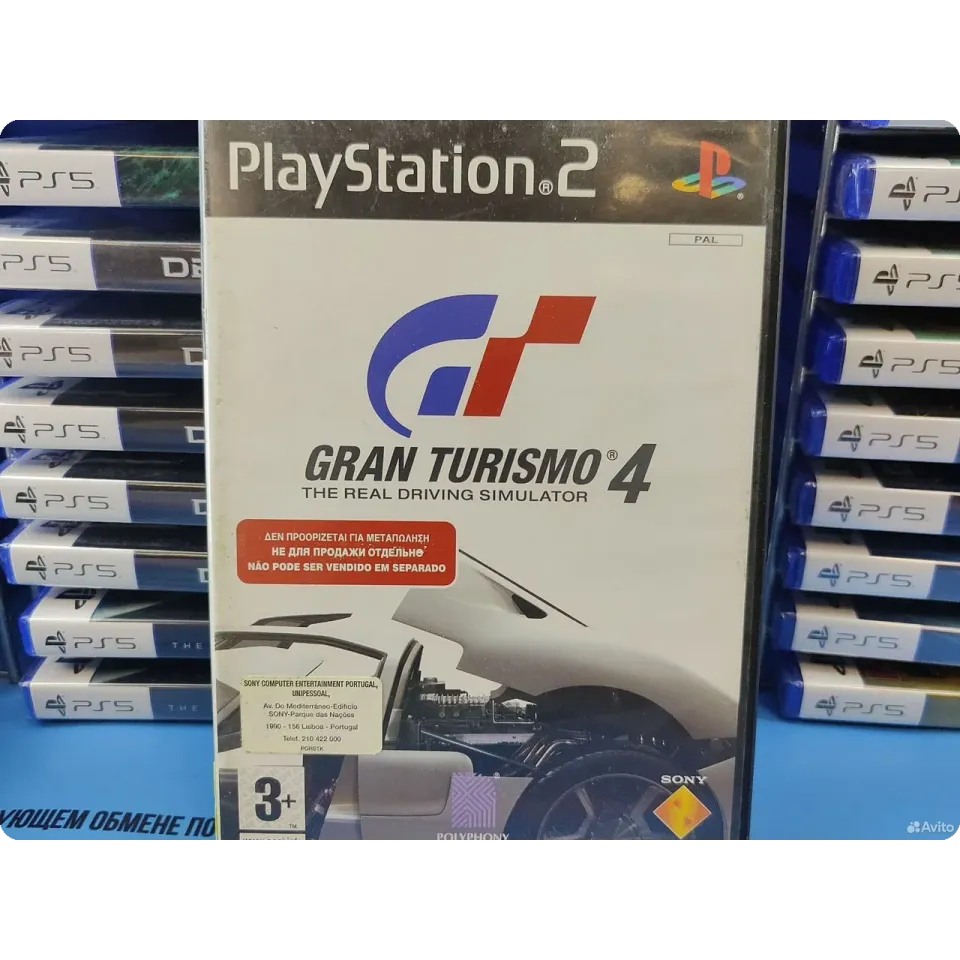 PlayStation®2
PAL
GRAN TURISMO® 4
THE REAL DRIVING SIMULATOR
ΔΕΝ ΠΡΟΟΡΙΖΕΤΑΙ ΓΙΑ ΜΕΤΑΠΩΛΗΣΗ
НЕ ДЛЯ ПРОДАЖИ ОТДЕЛЬНО
NÃO PODE SER VENDIDO EM SEPARADO
SONY COMPUTER ENTERTAINMENT PORTUGAL,
UNIPESSOAL,
Av. Do Mediterrâneo-Edifício
SONY-Parque das Nações
1990 - 156 Lisboa - Portugal
Telef. 210 422 000
3+
POLYPHONY
SONY
PS5
PS5
PS5
PS5
PS5
PS5
PS5 THE
PS5 THE
PS5
PS5
PS5
PS5
PS5
PS5
PS5
PS5
УЮЩЕМ ОБМЕНЕ ПО
Avito